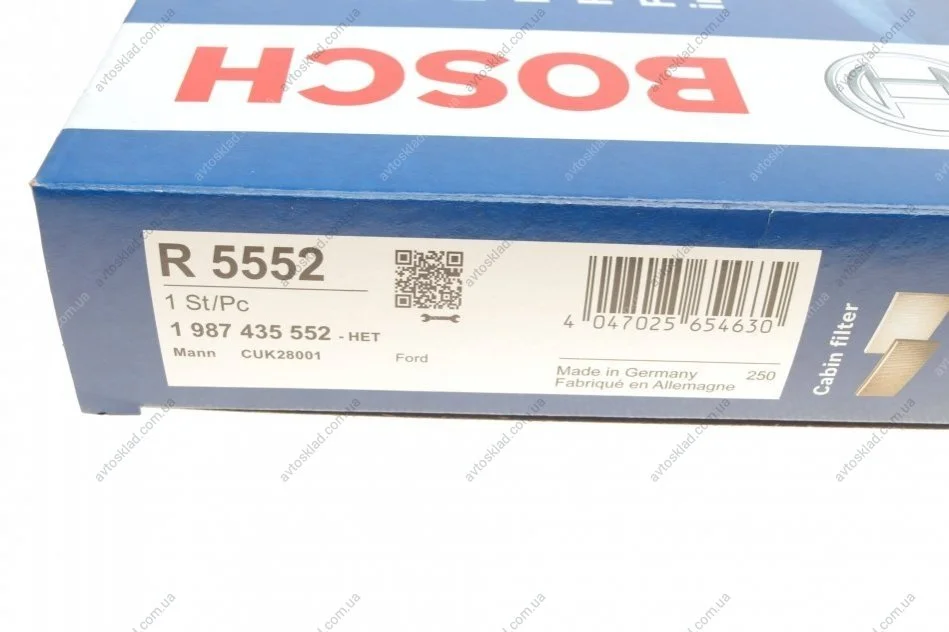 BOSCH
R 5552
1 St/Pc
1 987 435 552 - HET
Mann CUK28001
Ford
4 047025 654630
Made in Germany
Fabriqué en Allemagne
250
Cabin filter
avtosklad.com.ua